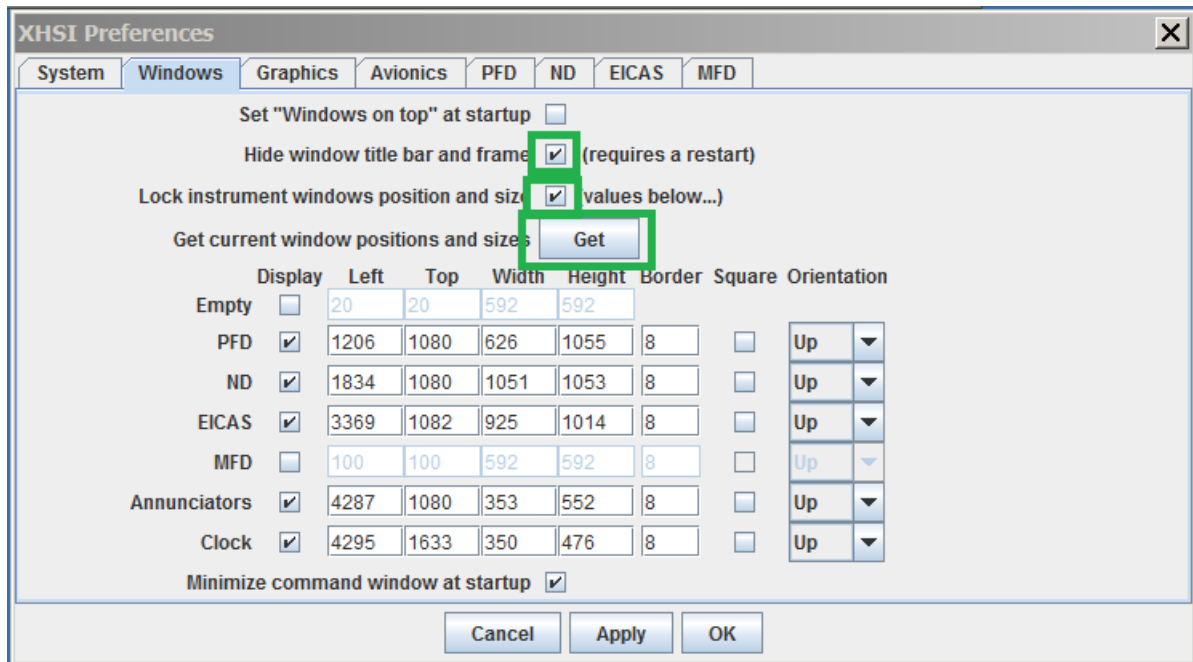 XHSI Preferences
System Windows Graphics Avionics PFD ND EICAS MFD
Set "Windows on top" at startup
Hide window title bar and frame (requires a restart)
Lock instrument windows position and size (values below...)
Get current window positions and sizes Get
Display Left Top Width Height Border Square Orientation
Empty 20 20 592 592
PFD 1206 1080 626 1055 8 Up
ND 1834 1080 1051 1053 8 Up
EICAS 3369 1082 925 1014 8 Up
MFD 100 100 592 592 8 Up
Annunciators 4287 1080 353 552 8 Up
Clock 4295 1633 350 476 8 Up
Minimize command window at startup
Cancel Apply OK